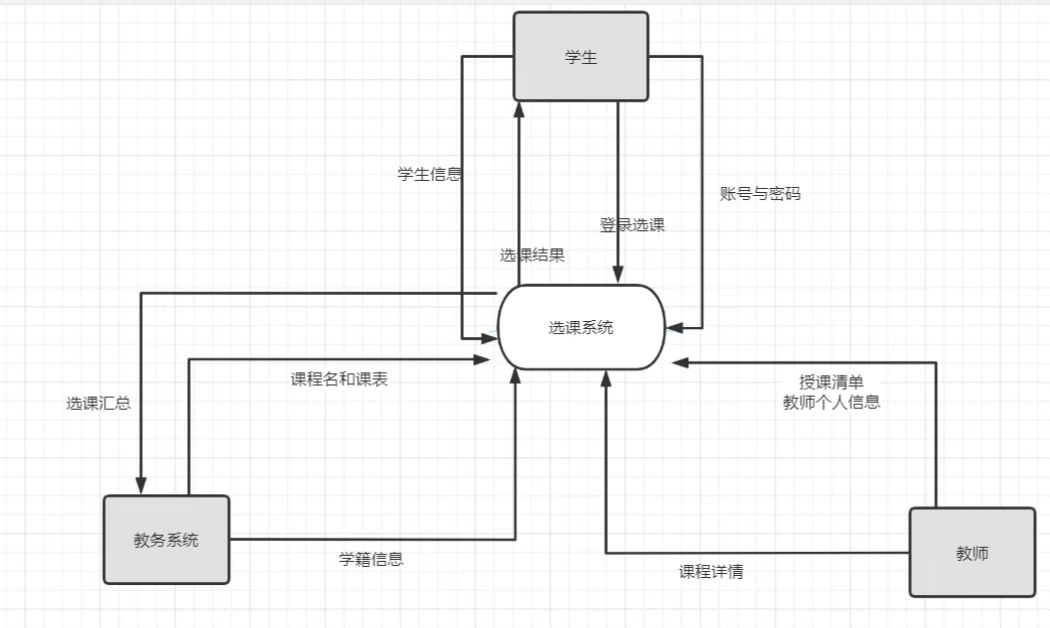 学生
学生信息
账号与密码
登录选课
选课结果
选课系统
课程名和课表
授课清单
教师个人信息
选课汇总
教务系统
学籍信息
教师
课程详情